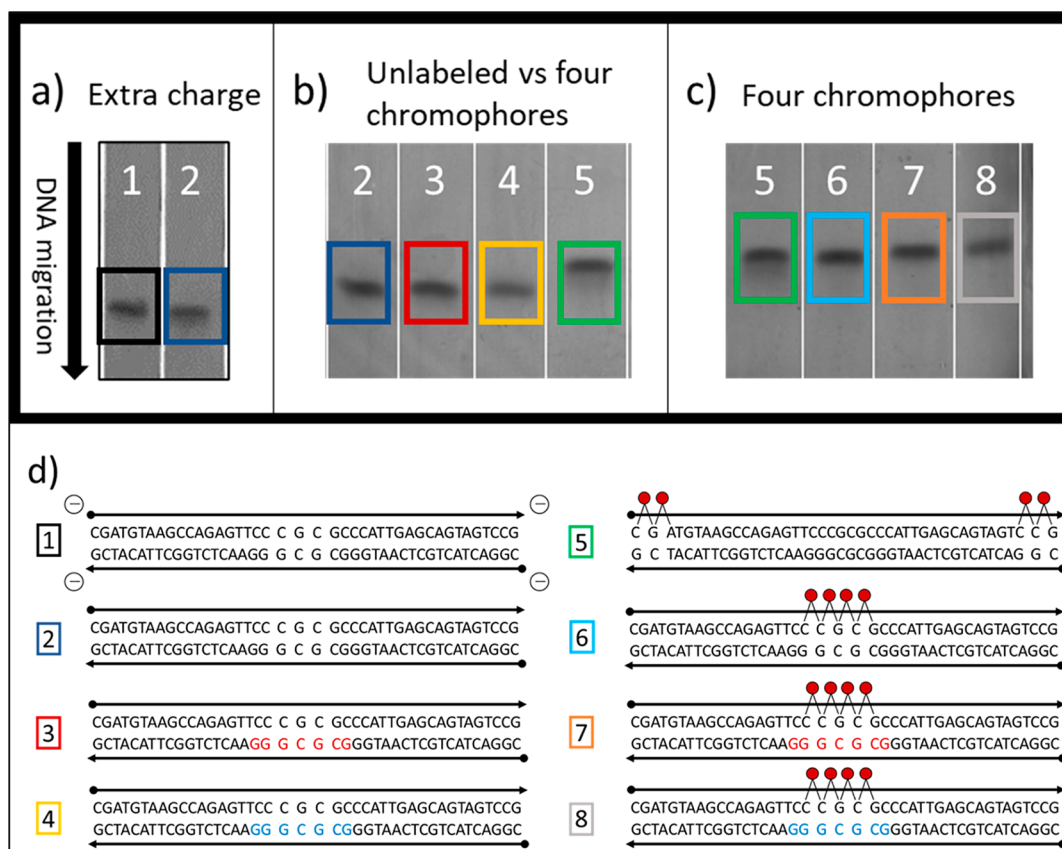 a) Extra charge
b) Unlabeled vs four
chromophores
c) Four chromophores
DNA migration
1 2
2 3 4 5
5 6 7 8
d)
1
CGATGTAAGCCAGAGTTCC C G C GCCCATTGAGCAGTAGTCCG
GCTACATTCGGTCTCAAGG G C G CGGGTAACTCGTCATCAGGC
2
CGATGTAAGCCAGAGTTCC C G C GCCCATTGAGCAGTAGTCCG
GCTACATTCGGTCTCAAGG G C G CGGGTAACTCGTCATCAGGC
3
CGATGTAAGCCAGAGTTCC C G C GCCCATTGAGCAGTAGTCCG
GCTACATTCGGTCTCAAGG G C G CGGGTAACTCGTCATCAGGC
4
CGATGTAAGCCAGAGTTCC C G C GCCCATTGAGCAGTAGTCCG
GCTACATTCGGTCTCAAGG G C G CGGGTAACTCGTCATCAGGC
5
C G ATGTAAGCCAGAGTTCCCGCGCCCATTGAGCAGTAGT C C G
G C TACATTCGGTCTCAAGGGCGCGGGTAACTCGTCATCA G G C
6
CGATGTAAGCCAGAGTTCC C G C GCCCATTGAGCAGTAGTCCG
GCTACATTCGGTCTCAAGG G C G CGGGTAACTCGTCATCAGGC
7
CGATGTAAGCCAGAGTTCC C G C GCCCATTGAGCAGTAGTCCG
GCTACATTCGGTCTCAAGG G C G CGGGTAACTCGTCATCAGGC
8
CGATGTAAGCCAGAGTTCC C G C GCCCATTGAGCAGTAGTCCG
GCTACATTCGGTCTCAAGG G C G CGGGTAACTCGTCATCAGGC